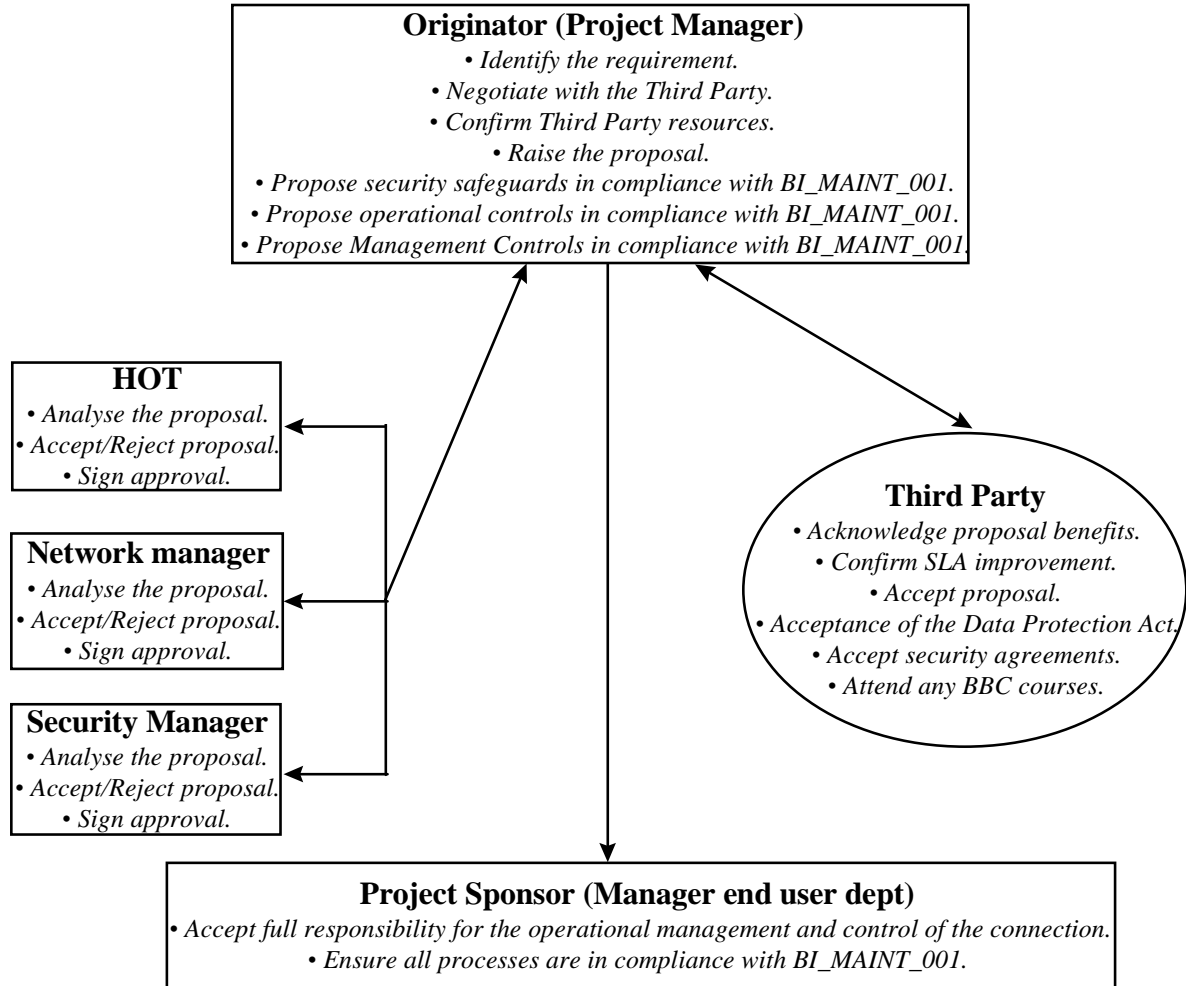 Originator (Project Manager)
• Identify the requirement.
• Negotiate with the Third Party.
• Confirm Third Party resources.
• Raise the proposal.
• Propose security safeguards in compliance with BI_MAINT_001.
• Propose operational controls in compliance with BI_MAINT_001.
• Propose Management Controls in compliance with BI_MAINT_001.
HOT
• Analyse the proposal.
• Accept/Reject proposal.
• Sign approval.
Network manager
• Analyse the proposal.
• Accept/Reject proposal.
• Sign approval.
Security Manager
• Analyse the proposal.
• Accept/Reject proposal.
• Sign approval.
Third Party
• Acknowledge proposal benefits.
• Confirm SLA improvement.
• Accept proposal.
• Acceptance of the Data Protection Act.
• Accept security agreements.
• Attend any BBC courses.
Project Sponsor (Manager end user dept)
• Accept full responsibility for the operational management and control of the connection.
• Ensure all processes are in compliance with BI_MAINT_001.